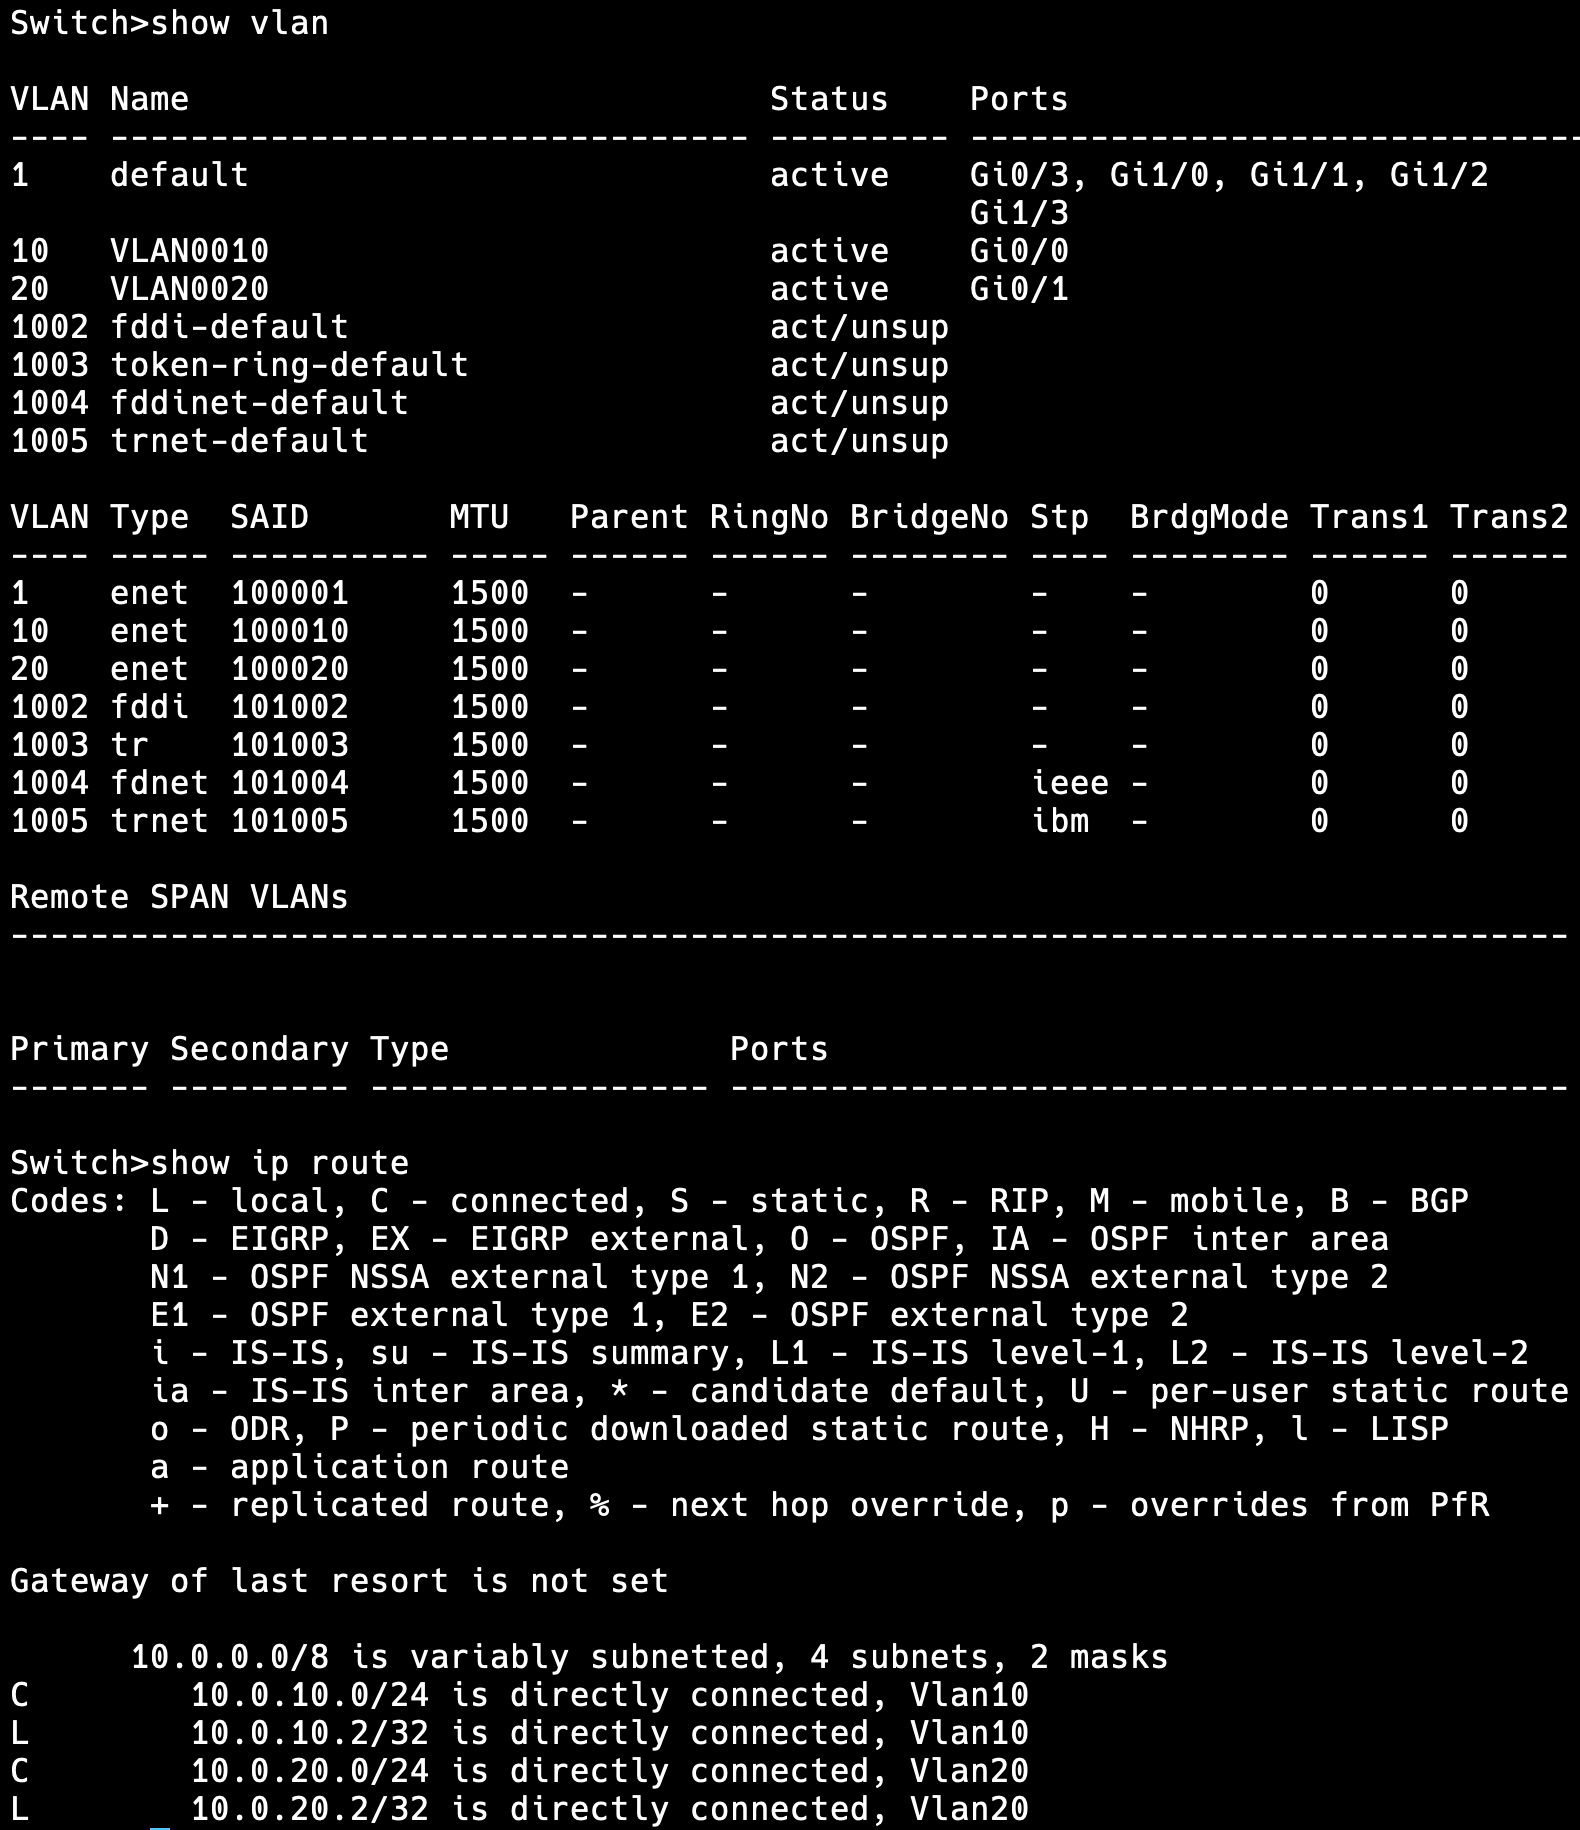 Switch>show vlan

VLAN Name                             Status    Ports
---- -------------------------------- --------- -------------------------------
1    default                          active    Gi0/3, Gi1/0, Gi1/1, Gi1/2
                                                Gi1/3
10   VLAN0010                         active    Gi0/0
20   VLAN0020                         active    Gi0/1
1002 fddi-default                     act/unsup
1003 token-ring-default               act/unsup
1004 fddinet-default                  act/unsup
1005 trnet-default                    act/unsup

VLAN Type  SAID       MTU   Parent RingNo BridgeNo Stp  BrdgMode Trans1 Trans2
---- ----- ---------- ----- ------ ------ -------- ---- -------- ------ ------
1    enet  100001     1500  -      -      -        -    -        0      0
10   enet  100010     1500  -      -      -        -    -        0      0
20   enet  100020     1500  -      -      -        -    -        0      0
1002 fddi  101002     1500  -      -      -        -    -        0      0
1003 tr    101003     1500  -      -      -        -    -        0      0
1004 fdnet 101004     1500  -      -      -        ieee -        0      0
1005 trnet 101005     1500  -      -      -        ibm  -        0      0

Remote SPAN VLANs
------------------------------------------------------------------------------


Primary Secondary Type              Ports
------- --------- ----------------- ------------------------------------------

Switch>show ip route
Codes: L - local, C - connected, S - static, R - RIP, M - mobile, B - BGP
       D - EIGRP, EX - EIGRP external, O - OSPF, IA - OSPF inter area
       N1 - OSPF NSSA external type 1, N2 - OSPF NSSA external type 2
       E1 - OSPF external type 1, E2 - OSPF external type 2
       i - IS-IS, su - IS-IS summary, L1 - IS-IS level-1, L2 - IS-IS level-2
       ia - IS-IS inter area, * - candidate default, U - per-user static route
       o - ODR, P - periodic downloaded static route, H - NHRP, l - LISP
       a - application route
       + - replicated route, % - next hop override, p - overrides from PfR

Gateway of last resort is not set

      10.0.0.0/8 is variably subnetted, 4 subnets, 2 masks
C        10.0.10.0/24 is directly connected, Vlan10
L        10.0.10.2/32 is directly connected, Vlan10
C        10.0.20.0/24 is directly connected, Vlan20
L        10.0.20.2/32 is directly connected, Vlan20